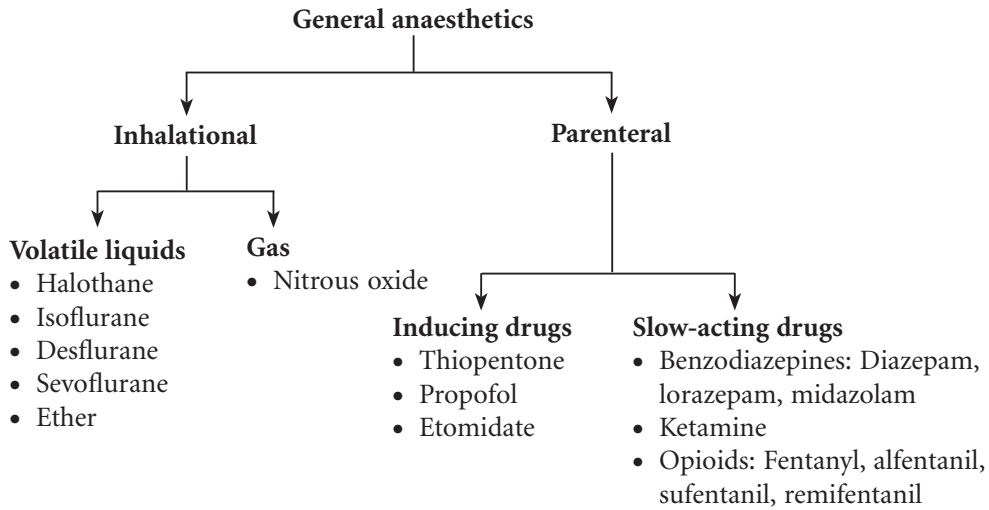 General anaesthetics
Inhalational
Parenteral
Volatile liquids
• Halothane
• Isoflurane
• Desflurane
• Sevoflurane
• Ether
Gas
• Nitrous oxide
Inducing drugs
• Thiopentone
• Propofol
• Etomidate
Slow-acting drugs
• Benzodiazepines: Diazepam,
lorazepam, midazolam
• Ketamine
• Opioids: Fentanyl, alfentanil,
sufentanil, remifentanil